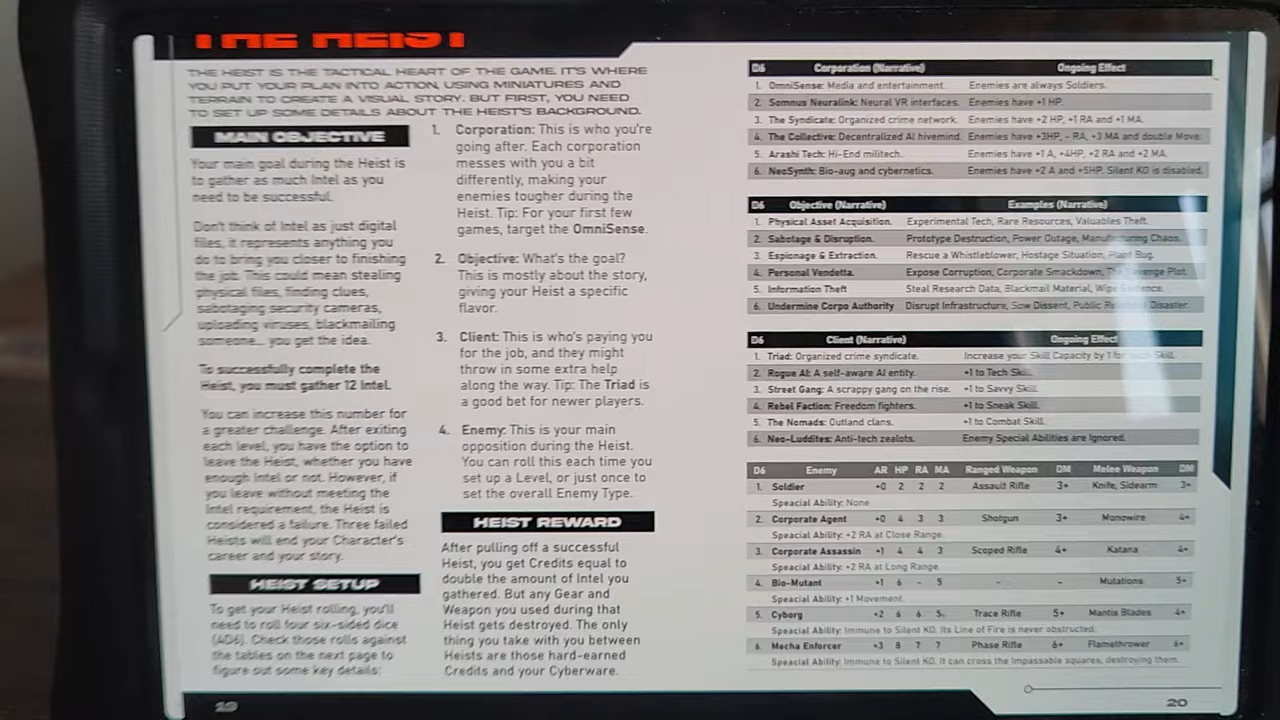 THE HEIST
THE HEIST IS THE TACTICAL HEART OF THE GAME. IT'S WHERE
YOU PUT YOUR PLAN INTO ACTION, USING MINIATURES AND
TERRAIN TO CREATE A VISUAL STORY. BUT FIRST, YOU NEED
TO SET UP SOME DETAILS ABOUT THE HEIST'S BACKGROUND.
MAIN OBJECTIVE
Your main goal during the Heist is
to gather as much Intel as you
need to be successful.
Don't think of Intel as just digital
files, it represents anything you
do to bring you closer to finishing
the job. This could mean stealing
physical files, finding clues,
sabotaging security cameras,
uploading viruses, blackmailing
someone... you get the idea.
To successfully complete the
Heist, you must gather 12 Intel.
You can increase this number for
a greater challenge. After exiting
each level, you have the option to
leave the Heist, whether you have
enough Intel or not. However, if
you leave without meeting the
Intel requirement, the Heist is
considered a failure. Three failed
Heists will end your Character's
career and your story.
HEIST SETUP
To get your Heist rolling, you'll
need to roll four six-sided dice
(4D6). Check those rolls against
the tables on the next page to
figure out some key details:
1. Corporation: This is who you're
going after. Each corporation
messes with you a bit
differently, making your
enemies tougher during the
Heist. Tip: For your first few
games, target the OmniSense.
2. Objective: What's the goal?
This is mostly about the story,
giving your Heist a specific
flavor.
3. Client: This is who's paying you
for the job, and they might
throw in some extra help
along the way. Tip: The Triad is
a good bet for newer players.
4. Enemy: This is your main
opposition during the Heist.
You can roll this each time you
set up a Level, or just once to
set the overall Enemy Type.
HEIST REWARD
After pulling off a successful
Heist, you get Credits equal to
double the amount of Intel you
gathered. But any Gear and
Weapon you used during that
Heist gets destroyed. The only
thing you take with you between
Heists are those hard-earned
Credits and your Cyberware.
19
D6 Corporation (Narrative) Ongoing Effect
1. OmniSense: Media and entertainment. Enemies are always Soldiers.
2. Somnus Neuralink: Neural VR interfaces. Enemies have +1 HP.
3. The Syndicate: Organized crime network. Enemies have +2 HP, +1 RA and +1 MA.
4. The Collective: Decentralized AI hivemind. Enemies have +3HP, - RA, +3 MA and double Move.
5. Arashi Tech: Hi-End militech. Enemies have +1 A, +4HP, +2 RA and +2 MA.
6. NeoSynth: Bio-aug and cybernetics. Enemies have +2 A and +5HP. Silent KO is disabled.
D6 Objective (Narrative) Examples (Narrative)
1. Physical Asset Acquisition. Experimental Tech, Rare Resources, Valuables Theft.
2. Sabotage & Disruption. Prototype Destruction, Power Outage, Manufacturing Chaos.
3. Espionage & Extraction. Rescue a Whistleblower, Hostage Situation, Plant Bug.
4. Personal Vendetta. Expose Corruption, Corporate Smackdown, The Revenge Plot.
5. Information Theft Steal Research Data, Blackmail Material, Wipe Evidence.
6. Undermine Corpo Authority Disrupt Infrastructure, Sow Dissent, Public Disaster.
D6 Client (Narrative) Ongoing Effect
1. Triad: Organized crime syndicate. Increase your Skill Capacity by 1 for each Skill.
2. Rogue AI: A self-aware AI entity. +1 to Tech Skill.
3. Street Gang: A scrappy gang on the rise. +1 to Savvy Skill.
4. Rebel Faction: Freedom fighters. +1 to Sneak Skill.
5. The Nomads: Outland clans. +1 to Combat Skill.
6. Neo-Luddites: Anti-tech zealots. Enemy Special Abilities are Ignored.
D6 Enemy AR HP RA MA Ranged Weapon DM Melee Weapon DM
1. Soldier +0 2 2 2 Assault Rifle 3+ Knife, Sidearm 3+
Speacial Ability: None
2. Corporate Agent +0 4 3 3 Shotgun 3+ Monowire 4+
Speacial Ability: +2 RA at Close Range.
3. Corporate Assassin +1 4 4 3 Scoped Rifle 4+ Katana 4+
Speacial Ability: +2 RA at Long Range.
4. Bio-Mutant +1 6 - 5 - - Mutations 5+
Speacial Ability: +1 Movement.
5. Cyborg +2 6 6 5 Trace Rifle 5+ Mantis Blades 4+
Speacial Ability: Immune to Silent KO. Its Line of Fire is never obstructed.
6. Mecha Enforcer +3 8 7 7 Phase Rifle 6+ Flamethrower 6+
Speacial Ability: Immune to Silent KO. It can cross the Impassable squares, destroying them.
20